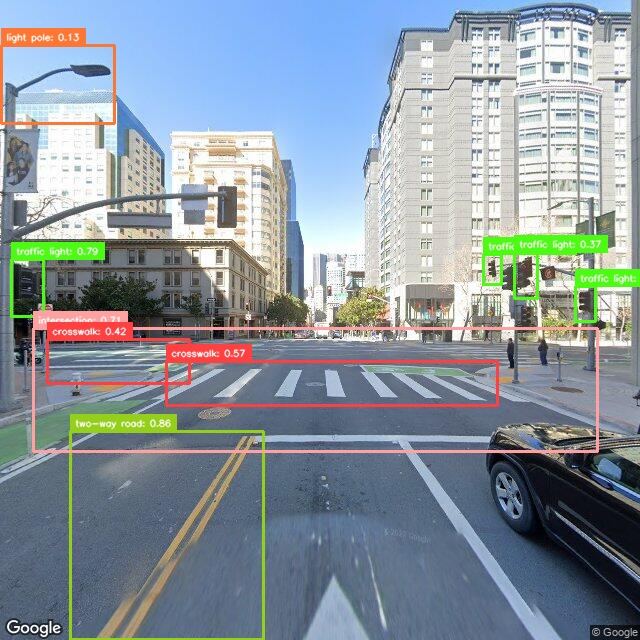 light pole: 0.13
traffic light: 0.79
traffic light: 0.37
traffic light:
intersection: 0.71
crosswalk: 0.42
crosswalk: 0.57
two-way road: 0.86
Google
© Google